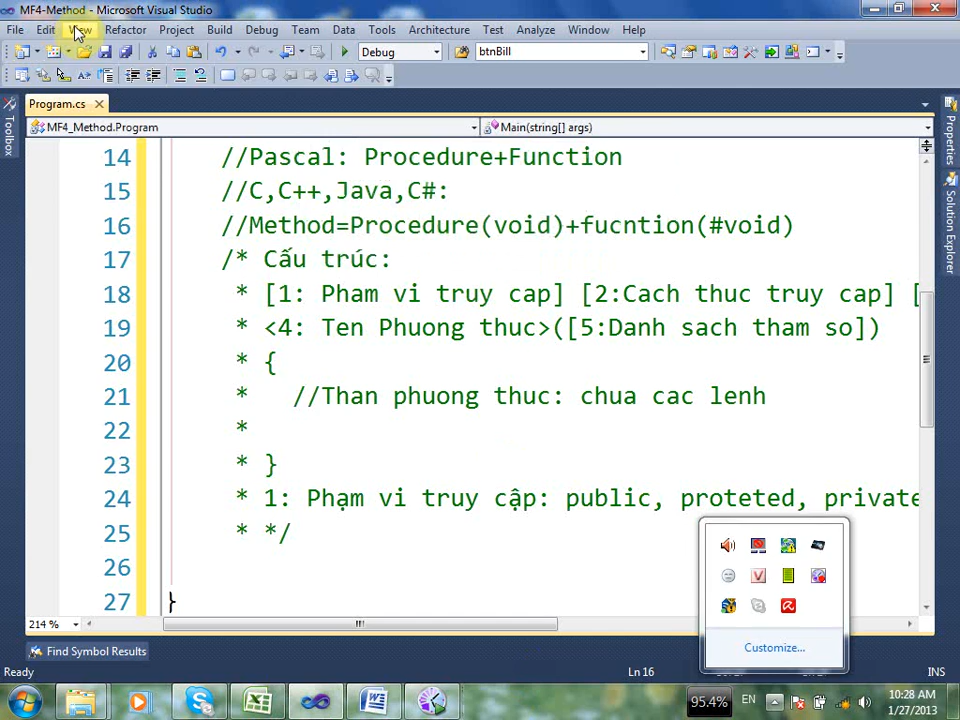 MF4-Method - Microsoft Visual Studio
File Edit View Refactor Project Build Debug Team Data Tools Architecture Test Analyze Window Help
Debug btnBill
Toolbox
Program.cs
Properties
Solution Explorer
MF4_Method.Program Main(string[] args)
14 //Pascal: Procedure+Function
15 //C,C++,Java,C#:
16 //Method=Procedure(void)+fucntion(#void)
17 /* Cấu trúc:
18 * [1: Pham vi truy cap] [2:Cach thuc truy cap] [
19 * <4: Ten Phuong thuc>([5:Danh sach tham so])
20 * {
21 * //Than phuong thuc: chua cac lenh
22 *
23 * }
24 * 1: Phạm vi truy cập: public, proteted, private
25 * */
26
27 }
214 %
Customize...
Find Symbol Results
Ready Ln 16 INS
95.4% EN 10:28 AM
1/27/2013